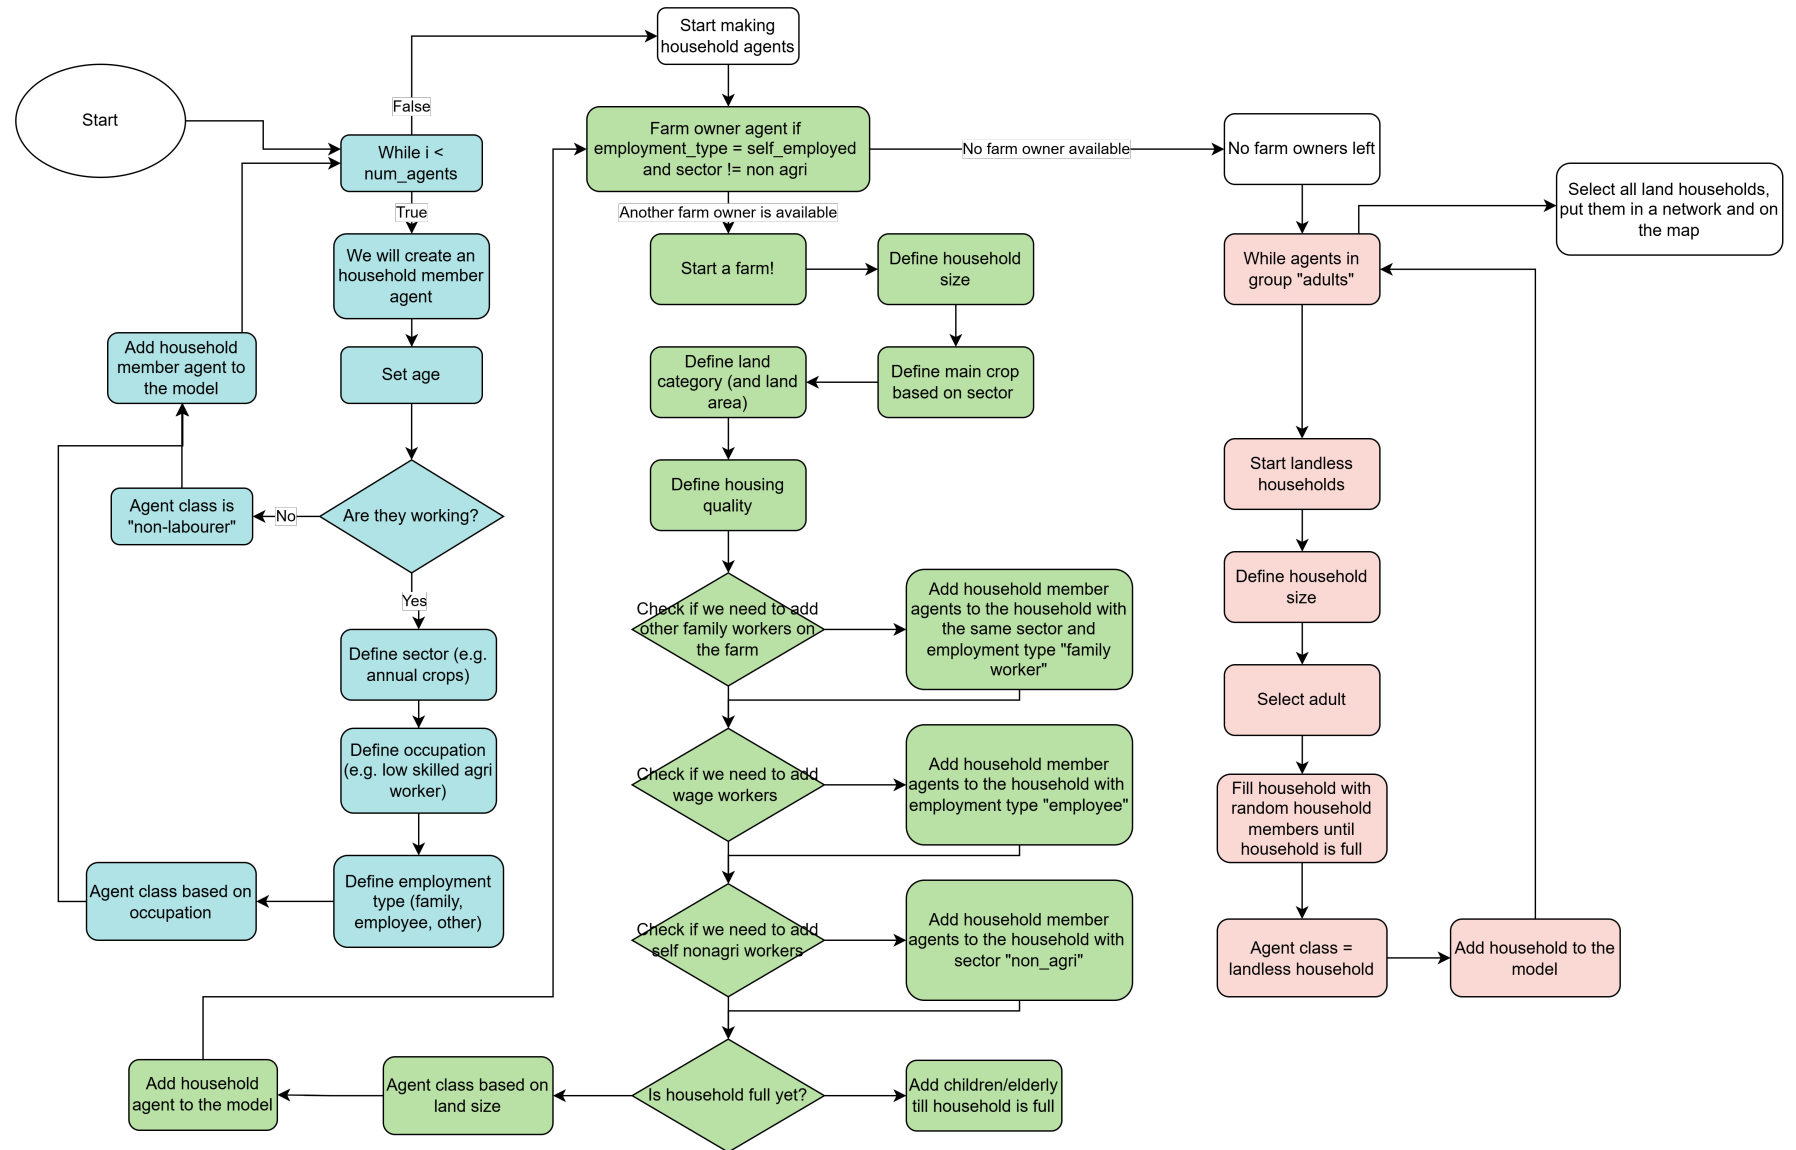 Start making
household agents
Start
False
While i <
num_agents
True
We will create an
household member
agent
Set age
Are they working?
No
Agent class is
"non-labourer"
Add household
member agent to
the model
Yes
Define sector (e.g.
annual crops)
Define occupation
(e.g. low skilled agri
worker)
Define employment
type (family,
employee, other)
Agent class based on
occupation
Farm owner agent if
employment_type = self_employed
and sector != non agri
Another farm owner is available
Start a farm!
Define household
size
Define main crop
based on sector
Define land
category (and land
area)
Define housing
quality
Check if we need to add
other family workers on
the farm
Add household member
agents to the household with
the same sector and
employment type "family
worker"
Check if we need to add
wage workers
Add household member
agents to the household with
employment type "employee"
Check if we need to add
self nonagri workers
Add household member
agents to the household with
sector "non_agri"
Is household full yet?
Add children/elderly
till household is full
Agent class based on
land size
Add household
agent to the model
No farm owner available
No farm owners left
While agents in
group "adults"
Select all land households,
put them in a network and on
the map
Start landless
households
Define household
size
Select adult
Fill household with
random household
members until
household is full
Agent class =
landless household
Add household to the
model